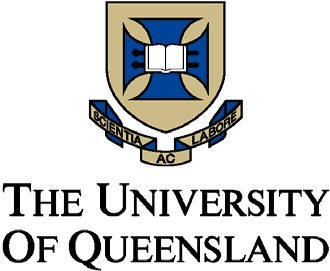 SCIENTIA AC LABORE
THE UNIVERSITY
OF QUEENSLAND